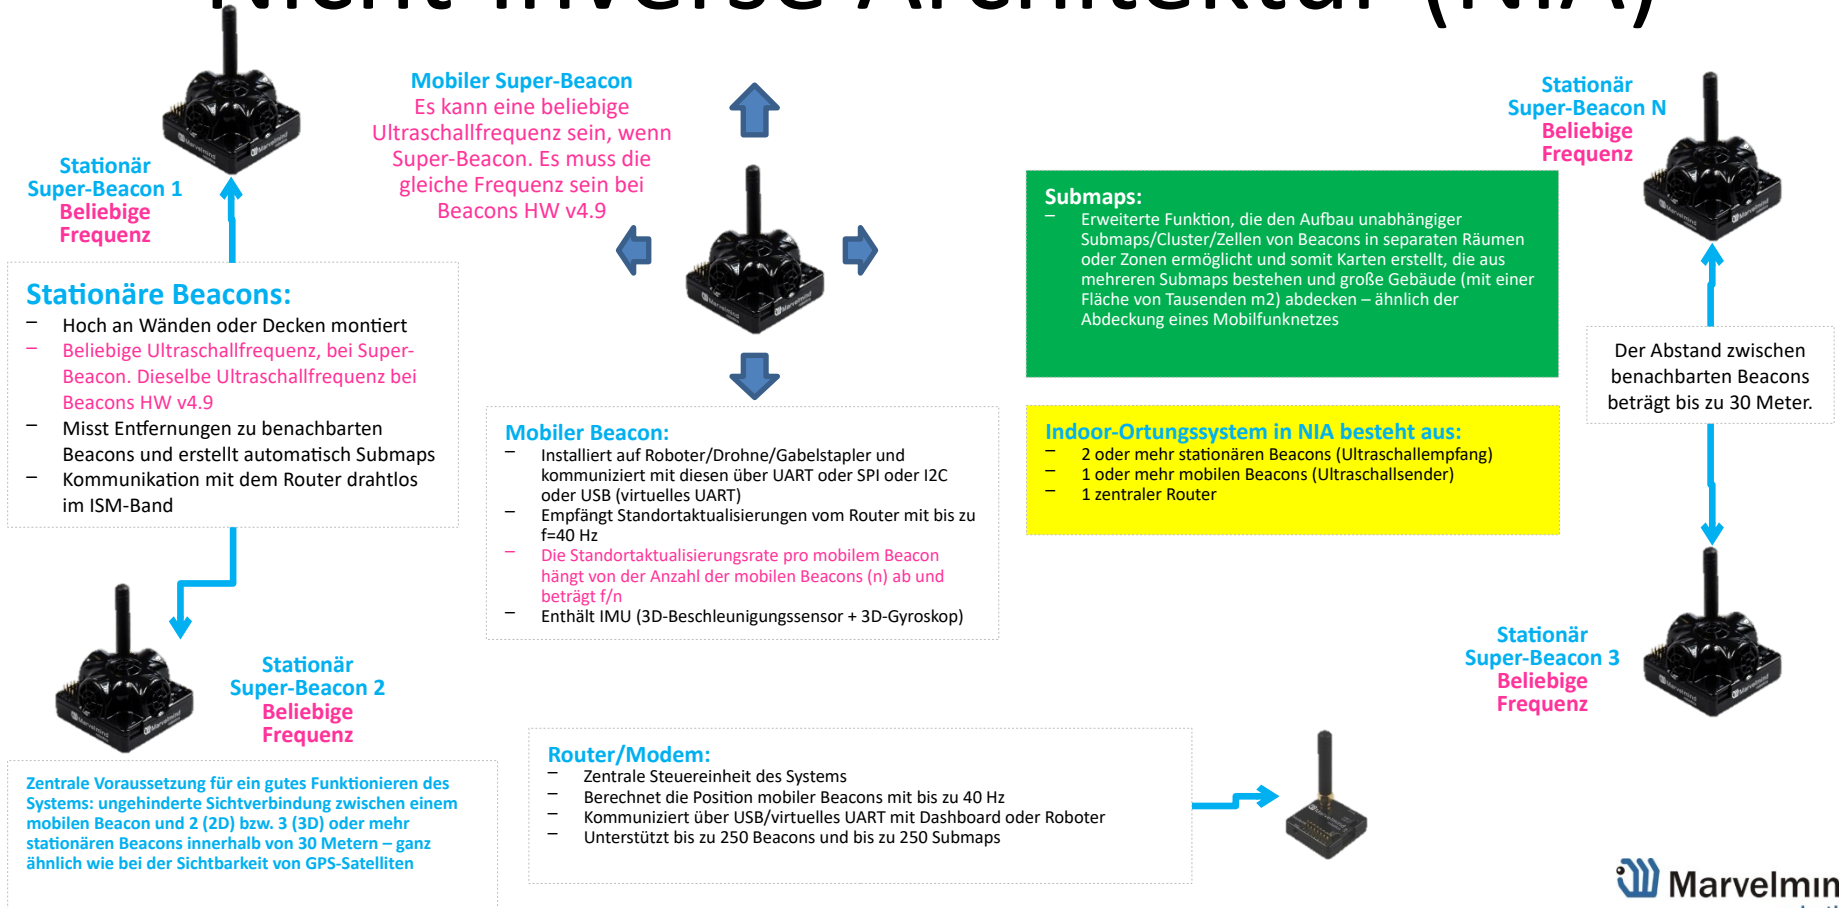 Nicht-Inverse Architektur (NIA)
Mobiler Super-Beacon
Es kann eine beliebige
Ultraschallfrequenz sein, wenn
Super-Beacon. Es muss die
gleiche Frequenz sein bei
Beacons HW v4.9
Stationär
Super-Beacon N
Beliebige
Frequenz
Stationär
Super-Beacon 1
Beliebige
Frequenz
Submaps:
– Erweiterte Funktion, die den Aufbau unabhängiger
Submaps/Cluster/Zellen von Beacons in separaten Räumen
oder Zonen ermöglicht und somit Karten erstellt, die aus
mehreren Submaps bestehen und große Gebäude (mit einer
Fläche von Tausenden m2) abdecken – ähnlich der
Abdeckung eines Mobilfunknetzes
Stationäre Beacons:
– Hoch an Wänden oder Decken montiert
– Beliebige Ultraschallfrequenz, bei Super-
Beacon. Dieselbe Ultraschallfrequenz bei
Beacons HW v4.9
– Misst Entfernungen zu benachbarten
Beacons und erstellt automatisch Submaps
– Kommunikation mit dem Router drahtlos
im ISM-Band
Der Abstand zwischen
benachbarten Beacons
beträgt bis zu 30 Meter.
Mobiler Beacon:
– Installiert auf Roboter/Drohne/Gabelstapler und
kommuniziert mit diesen über UART oder SPI oder I2C
oder USB (virtuelles UART)
– Empfängt Standortaktualisierungen vom Router mit bis zu
f=40 Hz
– Die Standortaktualisierungsrate pro mobilem Beacon
hängt von der Anzahl der mobilen Beacons (n) ab und
beträgt f/n
– Enthält IMU (3D-Beschleunigungssensor + 3D-Gyroskop)
Indoor-Ortungssystem in NIA besteht aus:
– 2 oder mehr stationären Beacons (Ultraschallempfang)
– 1 oder mehr mobilen Beacons (Ultraschallsender)
– 1 zentraler Router
Stationär
Super-Beacon 2
Beliebige
Frequenz
Stationär
Super-Beacon 3
Beliebige
Frequenz
Zentrale Voraussetzung für ein gutes Funktionieren des
Systems: ungehinderte Sichtverbindung zwischen einem
mobilen Beacon und 2 (2D) bzw. 3 (3D) oder mehr
stationären Beacons innerhalb von 30 Metern – ganz
ähnlich wie bei der Sichtbarkeit von GPS-Satelliten
Router/Modem:
– Zentrale Steuereinheit des Systems
– Berechnet die Position mobiler Beacons mit bis zu 40 Hz
– Kommuniziert über USB/virtuelles UART mit Dashboard oder Roboter
– Unterstützt bis zu 250 Beacons und bis zu 250 Submaps
Marvelmin